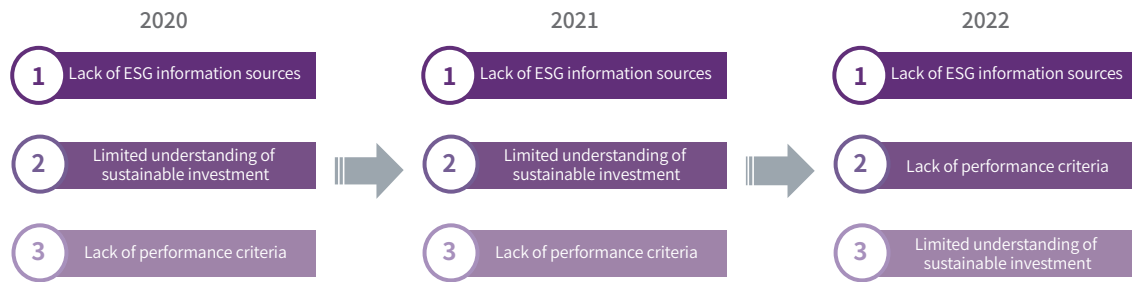 2020
1
Lack of ESG information sources
2
Limited understanding of
sustainable investment
3
Lack of performance criteria
2021
1
Lack of ESG information sources
2
Limited understanding of
sustainable investment
3
Lack of performance criteria
2022
1
Lack of ESG information sources
2
Lack of performance criteria
3
Limited understanding of
sustainable investment